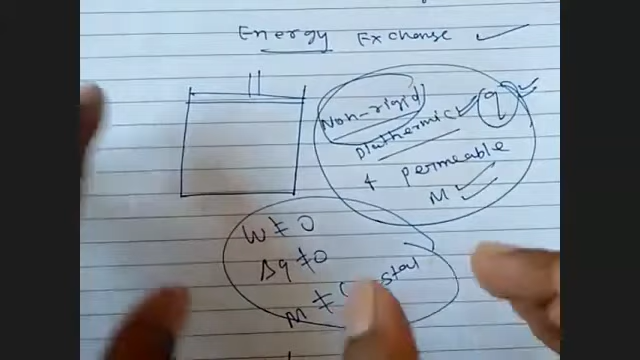 Energy Exchange
Non-rigid
Diathermic q
+ permeable
M
W ≠ 0
Δq ≠ 0
M ≠